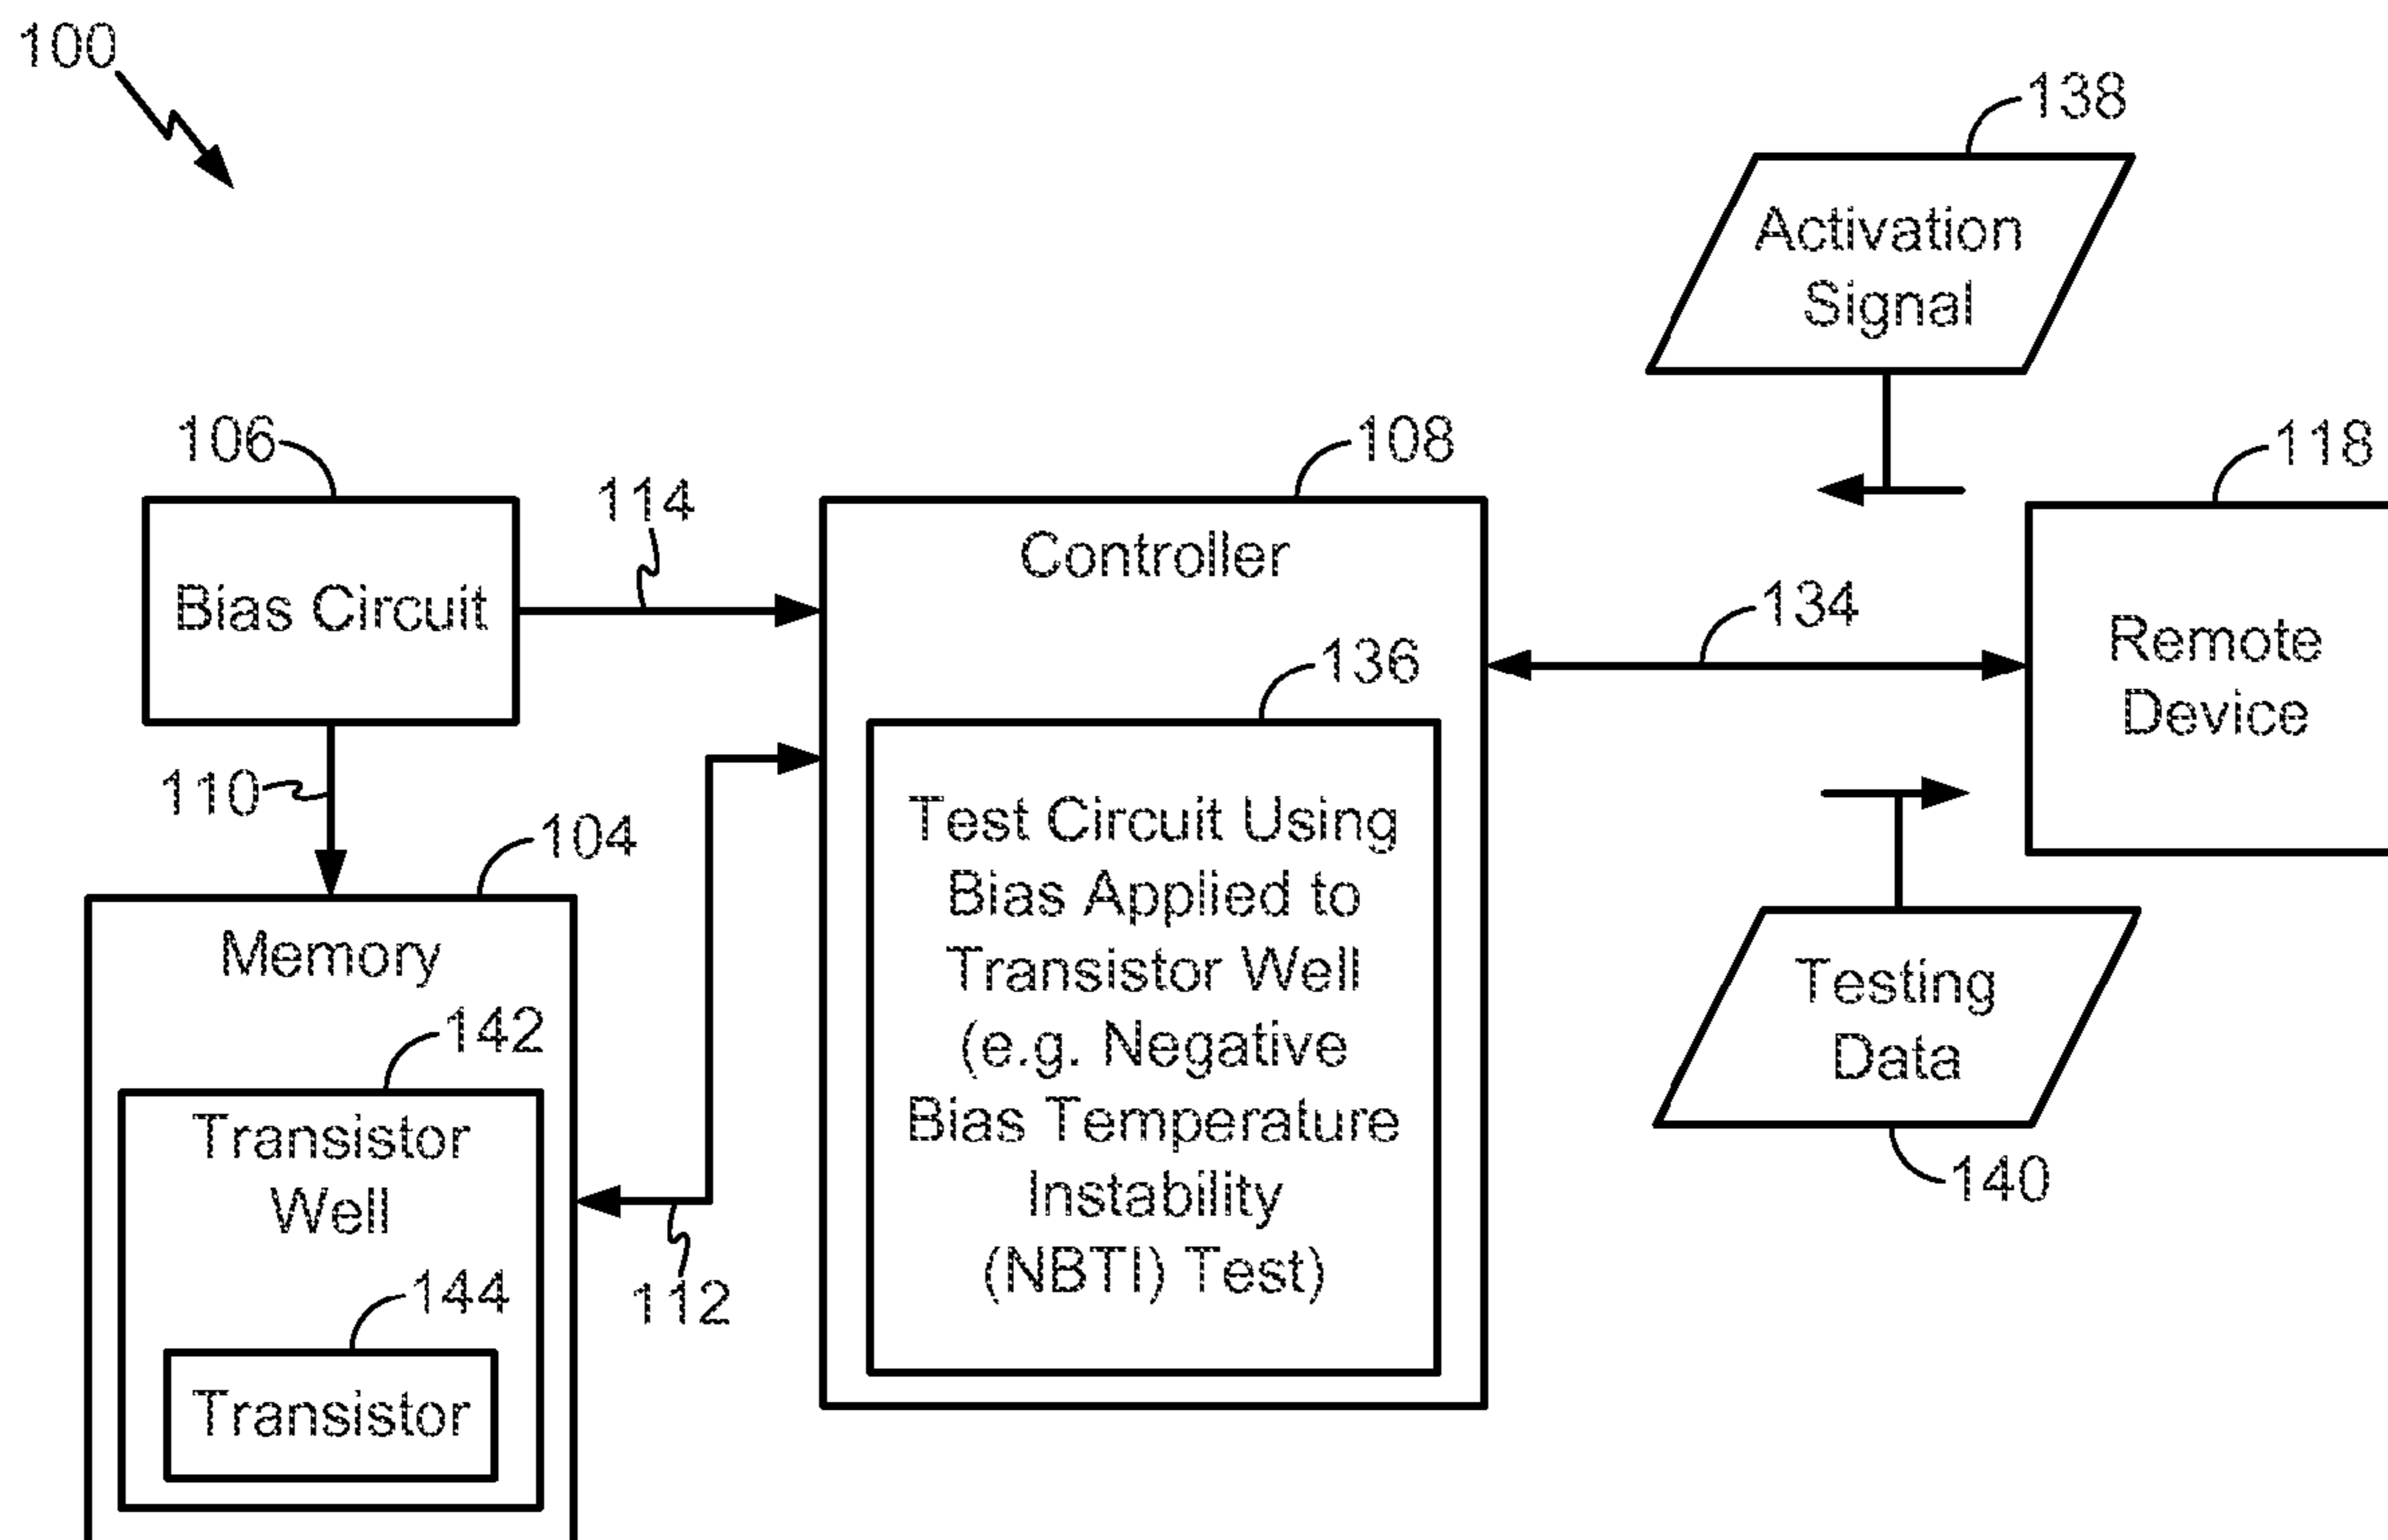 100
138
Activation
Signal
106
114
108
118
Bias Circuit
Controller
134
Remote
Device
136
110
104
Test Circuit Using
Bias Applied to
Transistor Well
(e.g. Negative
Bias Temperature
Instability
(NBTI) Test)
Memory
142
Transistor
Well
144
Transistor
112
Testing
Data
140